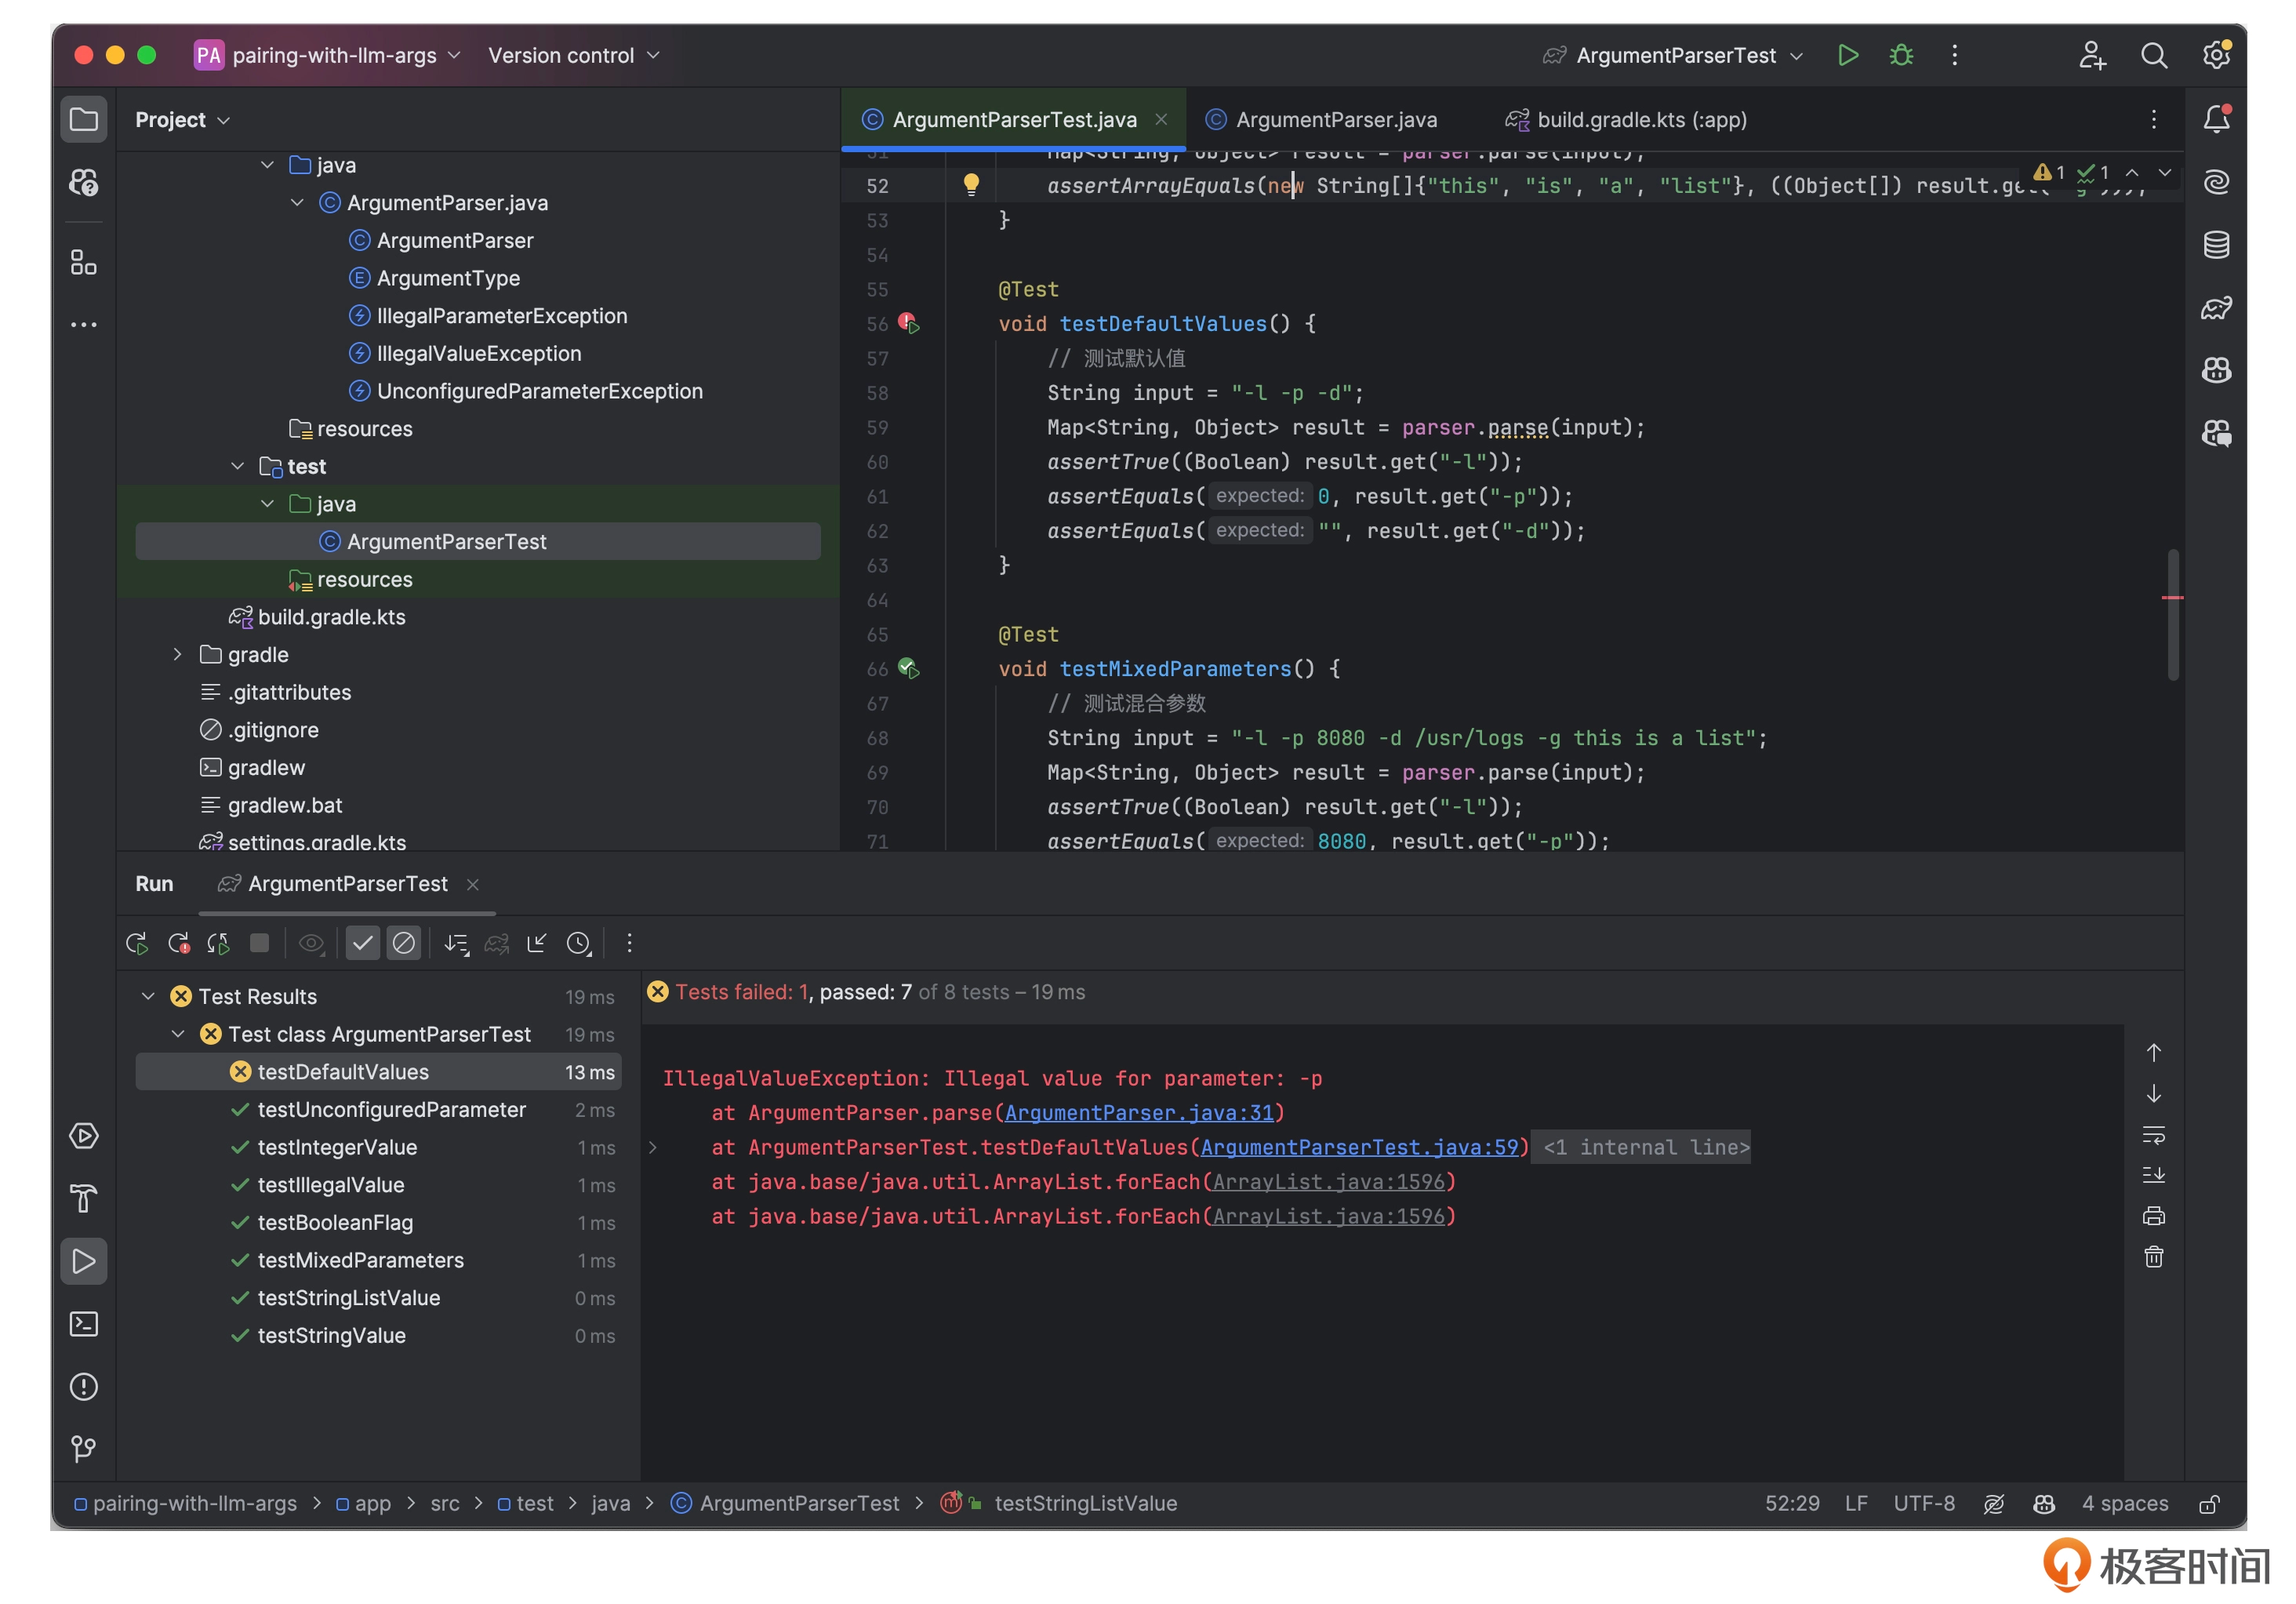 PA pairing-with-llm-args Version control ArgumentParserTest
Project
java
ArgumentParser.java
ArgumentParser
ArgumentType
IllegalParameterException
IllegalValueException
UnconfiguredParameterException
resources
test
java
ArgumentParserTest
resources
build.gradle.kts
gradle
.gitattributes
.gitignore
gradlew
gradlew.bat
settings.gradle.kts
ArgumentParserTest.java ArgumentParser.java build.gradle.kts (:app)
51 Map<String, Object> result = parser.parse(input);
52 assertArrayEquals(new String[]{"this", "is", "a", "list"}, ((Object[]) result.get("-g")));
1 1
53 }
54
55 @Test
56 void testDefaultValues() {
57 // 测试默认值
58 String input = "-l -p -d";
59 Map<String, Object> result = parser.parse(input);
60 assertTrue((Boolean) result.get("-l"));
61 assertEquals( expected: 0, result.get("-p"));
62 assertEquals( expected: "", result.get("-d"));
63 }
64
65 @Test
66 void testMixedParameters() {
67 // 测试混合参数
68 String input = "-l -p 8080 -d /usr/logs -g this is a list";
69 Map<String, Object> result = parser.parse(input);
70 assertTrue((Boolean) result.get("-l"));
71 assertEquals( expected: 8080, result.get("-p"));
Run ArgumentParserTest
Test Results 19 ms
Test class ArgumentParserTest 19 ms
testDefaultValues 13 ms
testUnconfiguredParameter 2 ms
testIntegerValue 1 ms
testIllegalValue 1 ms
testBooleanFlag 1 ms
testMixedParameters 1 ms
testStringListValue 0 ms
testStringValue 0 ms
Tests failed: 1, passed: 7 of 8 tests – 19 ms
IllegalValueException: Illegal value for parameter: -p
at ArgumentParser.parse(ArgumentParser.java:31)
at ArgumentParserTest.testDefaultValues(ArgumentParserTest.java:59) <1 internal line>
at java.base/java.util.ArrayList.forEach(ArrayList.java:1596)
at java.base/java.util.ArrayList.forEach(ArrayList.java:1596)
pairing-with-llm-args > app > src > test > java > ArgumentParserTest > testStringListValue 52:29 LF UTF-8 4 spaces
极客时间